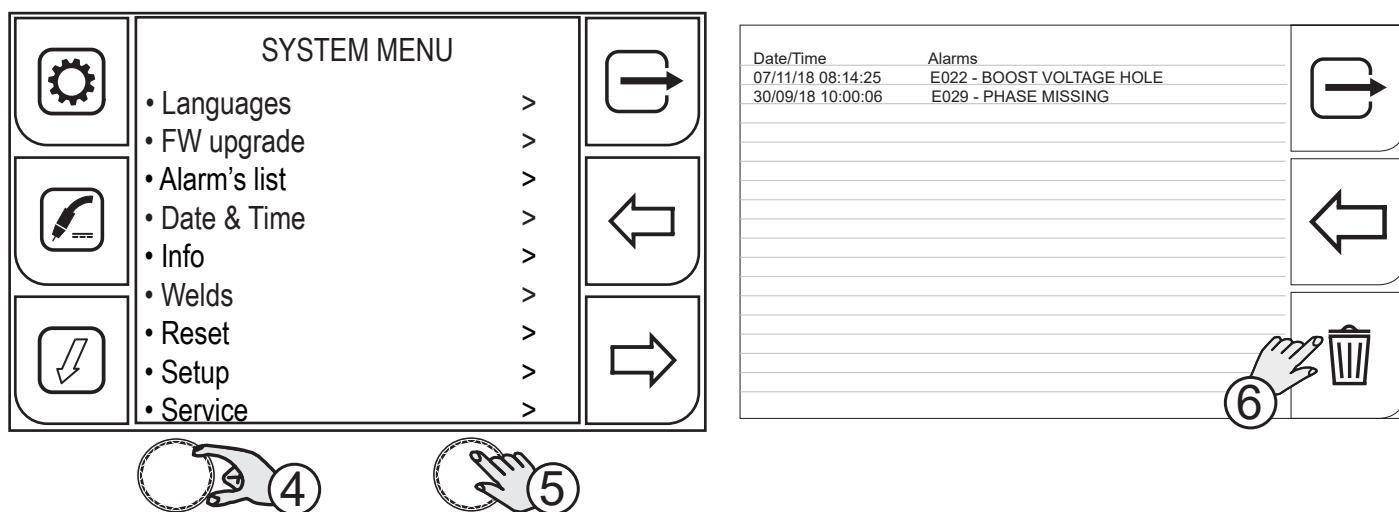 SYSTEM MENU
• Languages >
• FW upgrade >
• Alarm's list >
• Date & Time >
• Info >
• Welds >
• Reset >
• Setup >
• Service >
4
5
Date/Time Alarms
07/11/18 08:14:25 E022 - BOOST VOLTAGE HOLE
30/09/18 10:00:06 E029 - PHASE MISSING
6